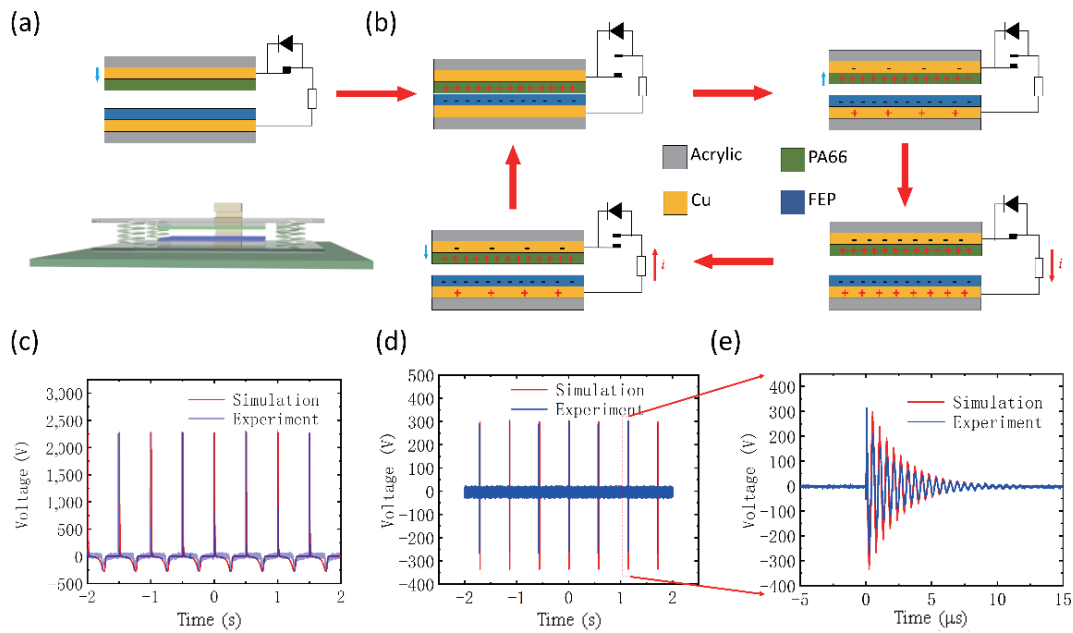 (a)
(b)
Acrylic
PA66
Cu
FEP
i
i
+ + + + + + + + + + + +
- - - - - - - - - - - -
(c)
3,000
2,500
2,000
1,500
1,000
500
0
-500
Voltage (V)
Simulation
Experiment
-2 -1 0 1 2
Time (s)
(d)
500
400
300
200
100
0
-100
-200
-300
-400
Voltage (V)
Simulation
Experiment
-2 -1 0 1 2
Time (s)
(e)
400
300
200
100
0
-100
-200
-300
-400
Voltage (V)
Simulation
Experiment
-5 0 5 10 15
Time (μs)